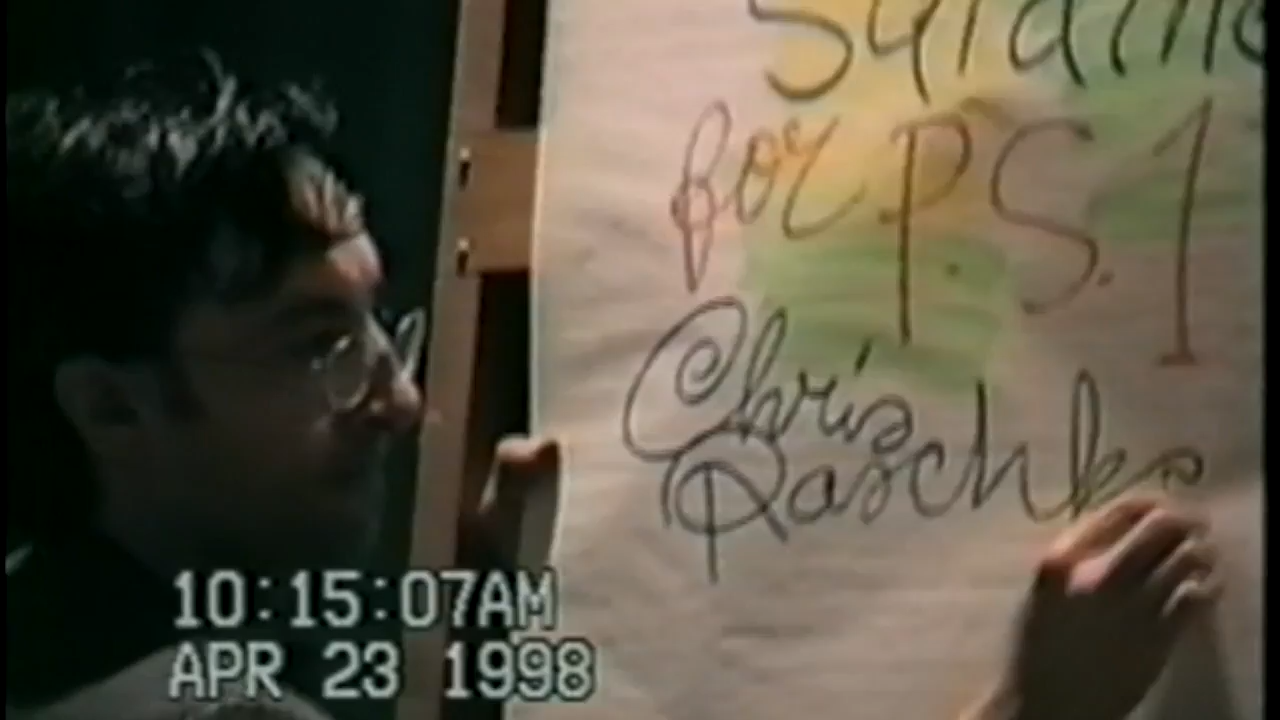 for P.S. 1
Chris
Raschka
10:15:07AM
APR 23 1998